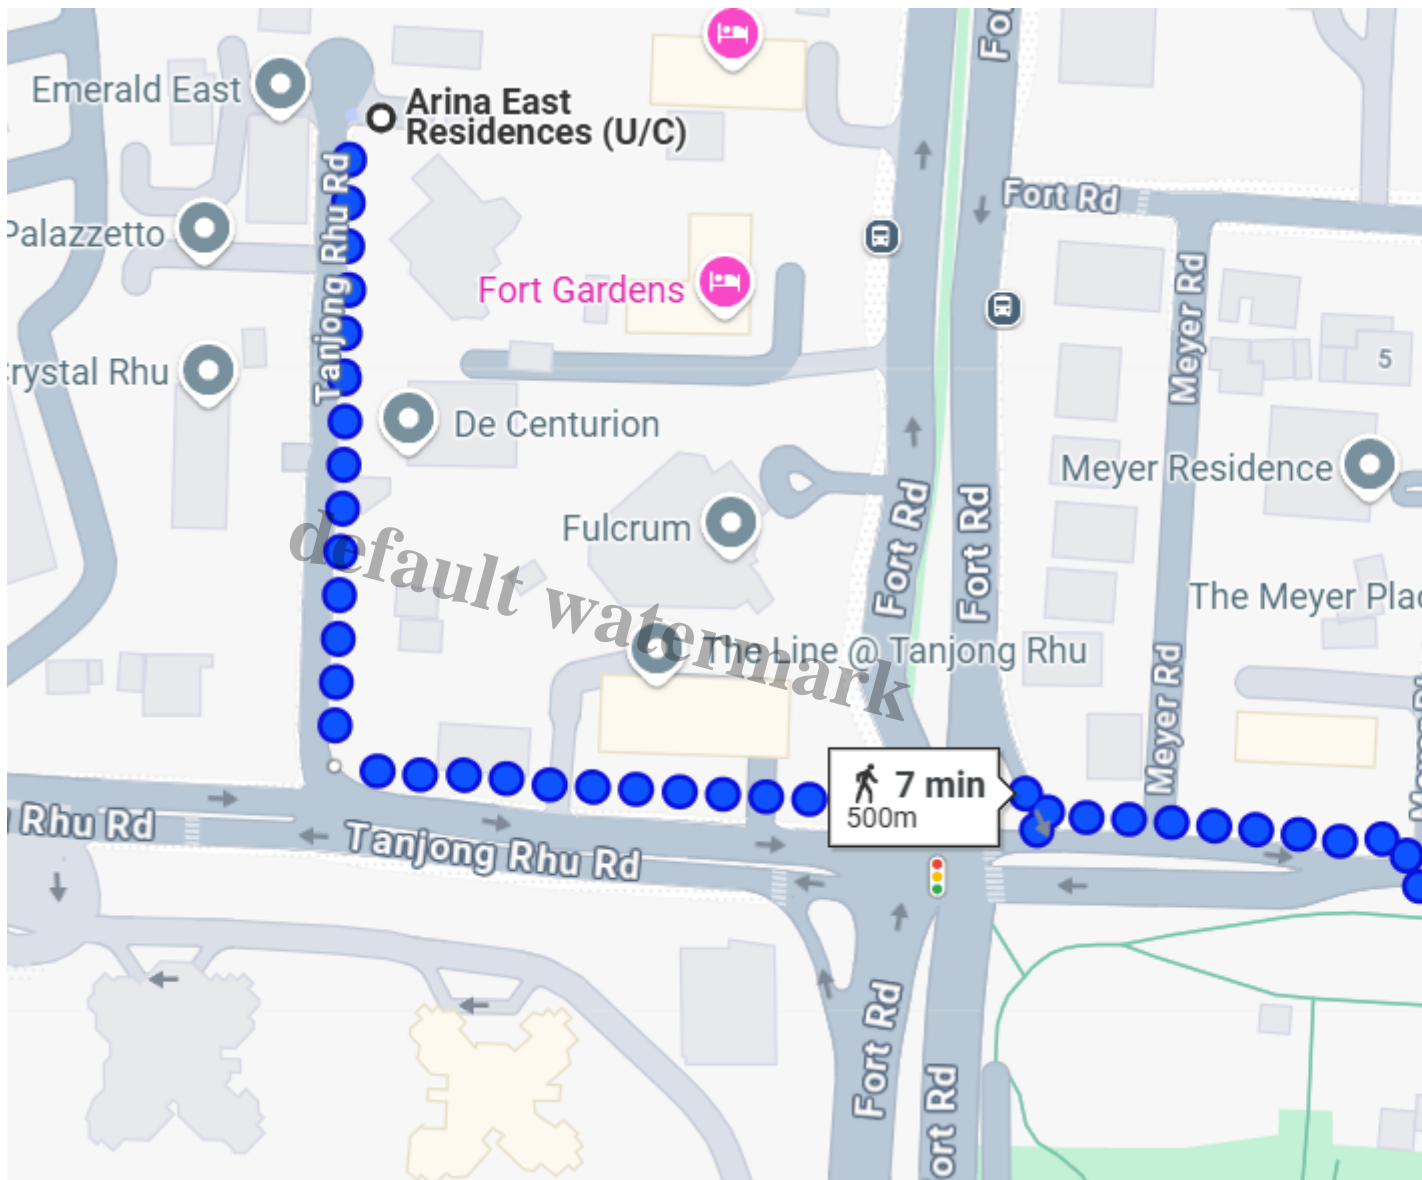 Emerald East
Arina East
Residences (U/C)
Tanjong Rhu Rd
Palazzetto
Fort Gardens
Fort Rd
Meyer Rd
5
rystal Rhu
De Centurion
Meyer Residence
Fulcrum
Fort Rd
Fort Rd
The Meyer Plac
The Line @ Tanjong Rhu
default watermark
Meyer Rd
7 min
500m
Rhu Rd
Tanjong Rhu Rd
Fort Rd
ort Rd